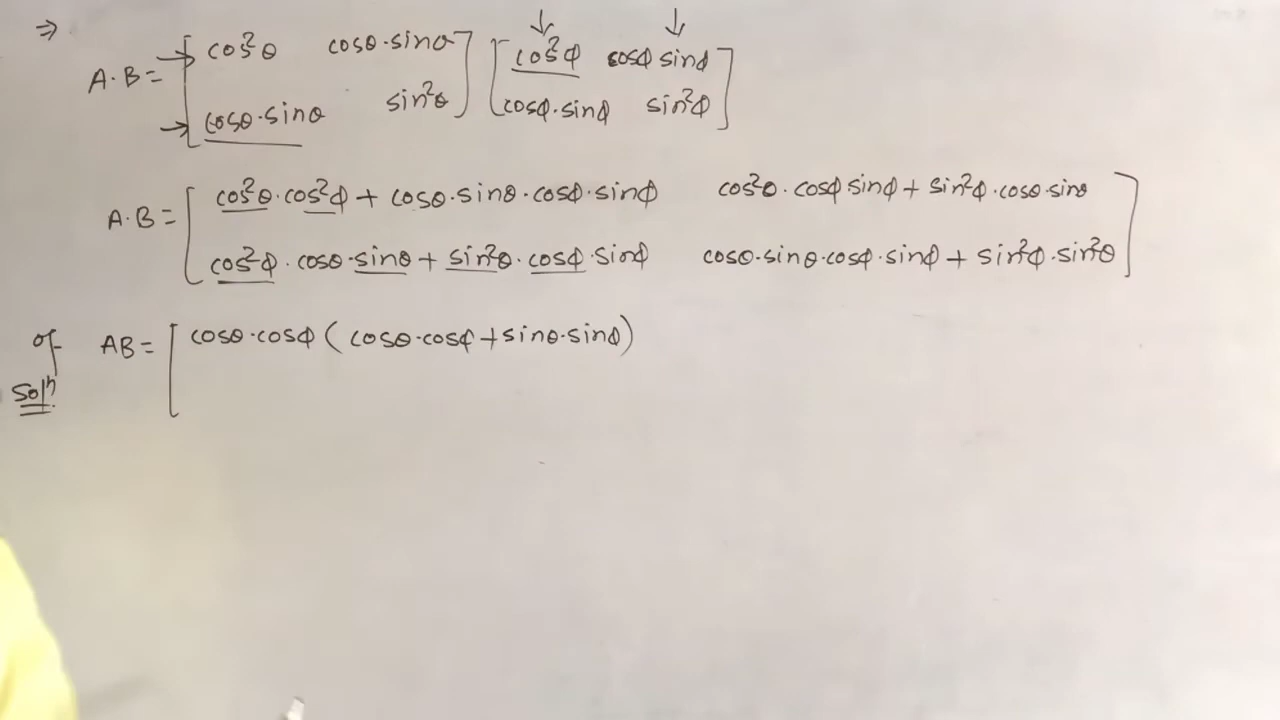 ⇒
A·B = [ cos²θ cosθ·sinθ ] [ cos²φ cosφ sinφ ]
cosθ·sinθ sin²θ cosφ·sinφ sin²φ
A·B = [ cos²θ·cos²φ + cosθ·sinθ·cosφ·sinφ cos²θ·cosφ sinφ + sin²φ·cosθ·sinθ ]
cos²φ·cosθ·sinθ + sin²θ·cosφ·sinφ cosθ·sinθ·cosφ·sinφ + sin²φ·sin²θ
of AB = [ cosθ·cosφ ( cosθ·cosφ + sinθ·sinφ )
Solⁿ